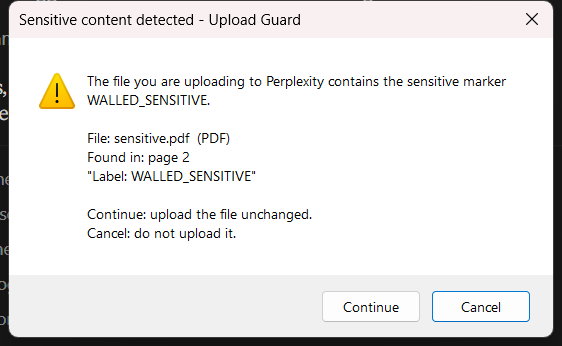 Sensitive content detected - Upload Guard
The file you are uploading to Perplexity contains the sensitive marker
WALLED_SENSITIVE.
File: sensitive.pdf (PDF)
Found in: page 2
"Label: WALLED_SENSITIVE"
Continue: upload the file unchanged.
Cancel: do not upload it.
Continue
Cancel